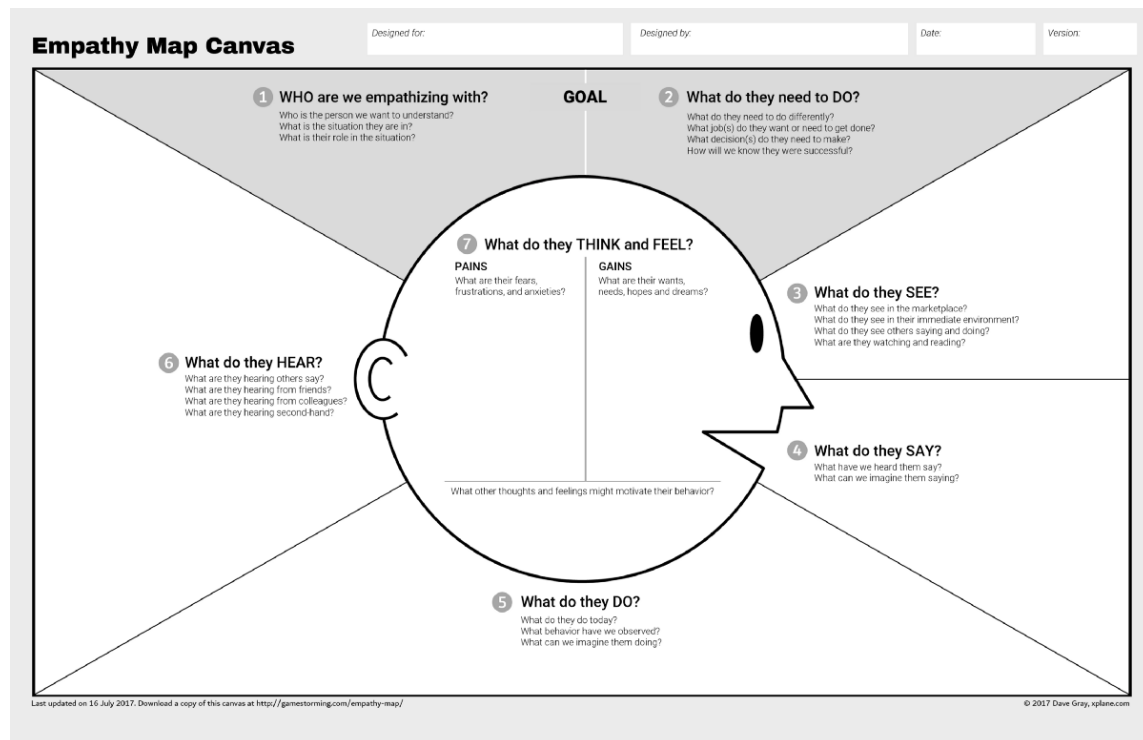 Empathy Map Canvas
Designed for:
Designed by:
Date:
Version:
1 WHO are we empathizing with?
Who is the person we want to understand?
What is the situation they are in?
What is their role in the situation?
GOAL
2 What do they need to DO?
What do they need to do differently?
What job(s) do they want or need to get done?
What decision(s) do they need to make?
How will we know they were successful?
3 What do they SEE?
What do they see in the marketplace?
What do they see in their immediate environment?
What do they see others saying and doing?
What are they watching and reading?
4 What do they SAY?
What have we heard them say?
What can we imagine them saying?
5 What do they DO?
What do they do today?
What behavior have we observed?
What can we imagine them doing?
6 What do they HEAR?
What are they hearing others say?
What are they hearing from friends?
What are they hearing from colleagues?
What are they hearing second-hand?
7 What do they THINK and FEEL?
PAINS
What are their fears,
frustrations, and anxieties?
GAINS
What are their wants,
needs, hopes and dreams?
What other thoughts and feelings might motivate their behavior?
Last updated on 16 July 2017. Download a copy of this canvas at http://gamestorming.com/empathy-map/
© 2017 Dave Gray, xplane.com